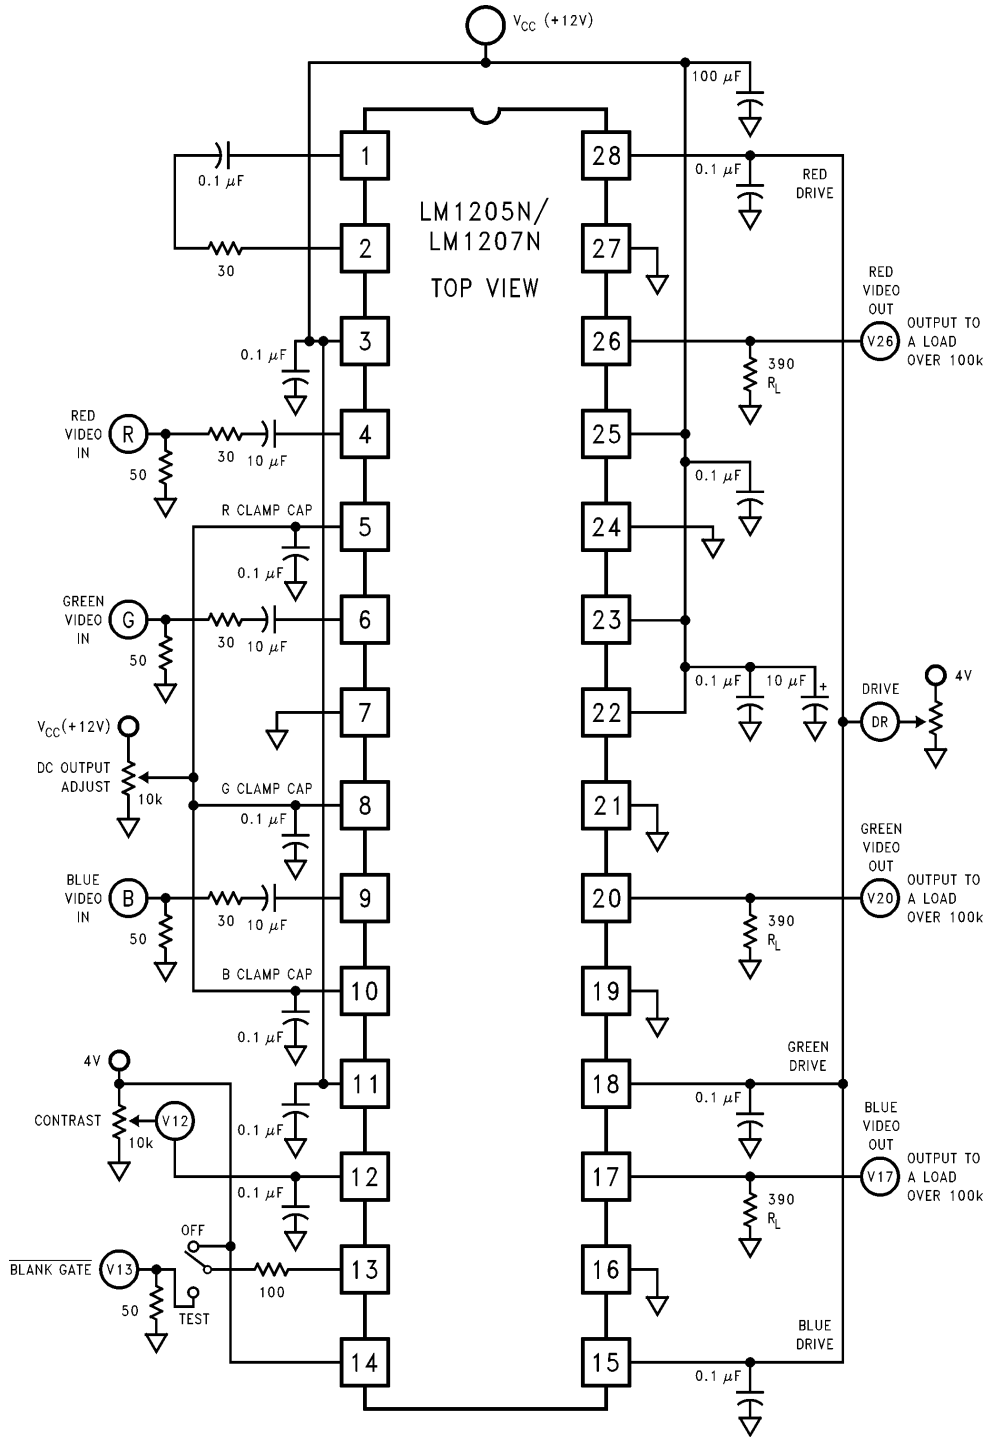 V_CC (+12V)
100 μF
1
28
0.1 μF
0.1 μF
RED
DRIVE
LM1205N/
LM1207N
TOP VIEW
2
27
30
RED
VIDEO
OUT
3
26
V26
OUTPUT TO
A LOAD
OVER 100k
0.1 μF
390
R_L
RED
VIDEO
IN
R
30
10 μF
4
25
50
0.1 μF
R CLAMP CAP
5
24
0.1 μF
GREEN
VIDEO
IN
G
30
10 μF
6
23
50
0.1 μF
10 μF
+
DRIVE
DR
4V
7
22
V_CC(+12V)
DC OUTPUT
ADJUST
10k
G CLAMP CAP
8
21
0.1 μF
GREEN
VIDEO
OUT
BLUE
VIDEO
IN
B
30
10 μF
9
20
V20
OUTPUT TO
A LOAD
OVER 100k
50
390
R_L
B CLAMP CAP
10
19
0.1 μF
4V
GREEN
DRIVE
11
18
0.1 μF
0.1 μF
CONTRAST
10k
V12
BLUE
VIDEO
OUT
12
17
V17
OUTPUT TO
A LOAD
OVER 100k
0.1 μF
390
R_L
OFF
BLANK GATE
V13
100
13
16
50
TEST
BLUE
DRIVE
14
15
0.1 μF